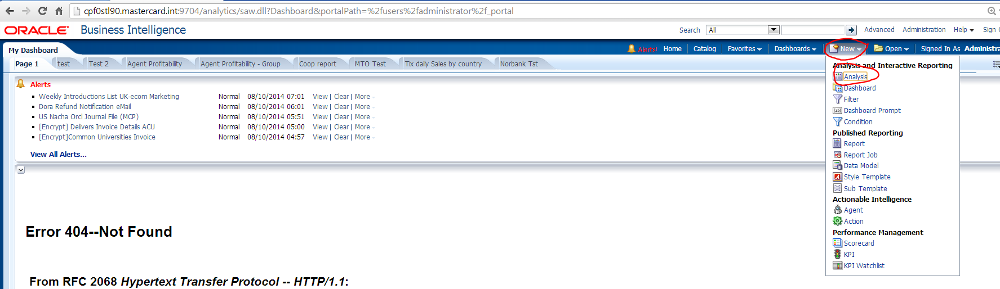 cpf0stl90.mastercard.int:9704/analytics/saw.dll?Dashboard&portalPath=%2fusers%2fadministrator%2f_portal
ORACLE Business Intelligence
Search All Advanced Administration Help Sign
My Dashboard
Alerts! Home Catalog Favorites Dashboards New Open Signed In As Administra
Page 1 test Test 2 Agent Profitability Agent Profitability - Group Coop report MTO Test Tlx daily Sales by country Norbank Tst
Alerts
Weekly Introductions List UK-ecom Marketing Normal 08/10/2014 07:01 View | Clear | More
Dora Refund Notification eMail Normal 08/10/2014 06:01 View | Clear | More
US Nacha Orcl Journal File (MCP) Normal 08/10/2014 05:51 View | Clear | More
[Encrypt] Delivers Invoice Details ACU Normal 08/10/2014 05:00 View | Clear | More
[Encrypt]Common Universities Invoice Normal 08/10/2014 04:57 View | Clear | More
View All Alerts...
Error 404--Not Found
From RFC 2068 Hypertext Transfer Protocol -- HTTP/1.1:
Analysis and Interactive Reporting
Analysis
Dashboard
Filter
Dashboard Prompt
Condition
Published Reporting
Report
Report Job
Data Model
Style Template
Sub Template
Actionable Intelligence
Agent
Action
Performance Management
Scorecard
KPI
KPI Watchlist